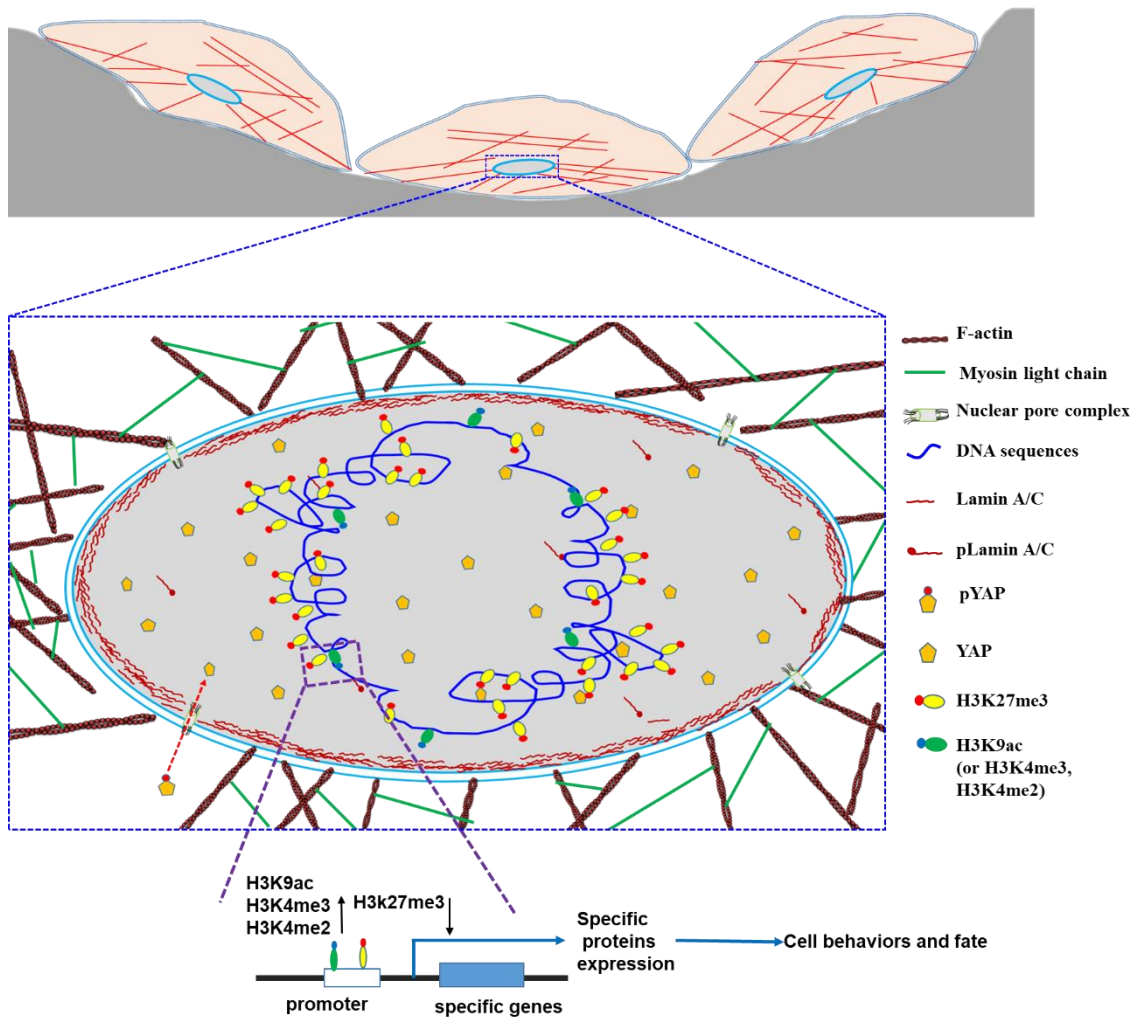 F-actin
Myosin light chain
Nuclear pore complex
DNA sequences
Lamin A/C
pLamin A/C
pYAP
YAP
H3K27me3
H3K9ac
(or H3K4me3,
H3K4me2)
H3K9ac
H3K4me3
H3K4me2
H3k27me3
Specific
proteins
expression
Cell behaviors and fate
promoter
specific genes